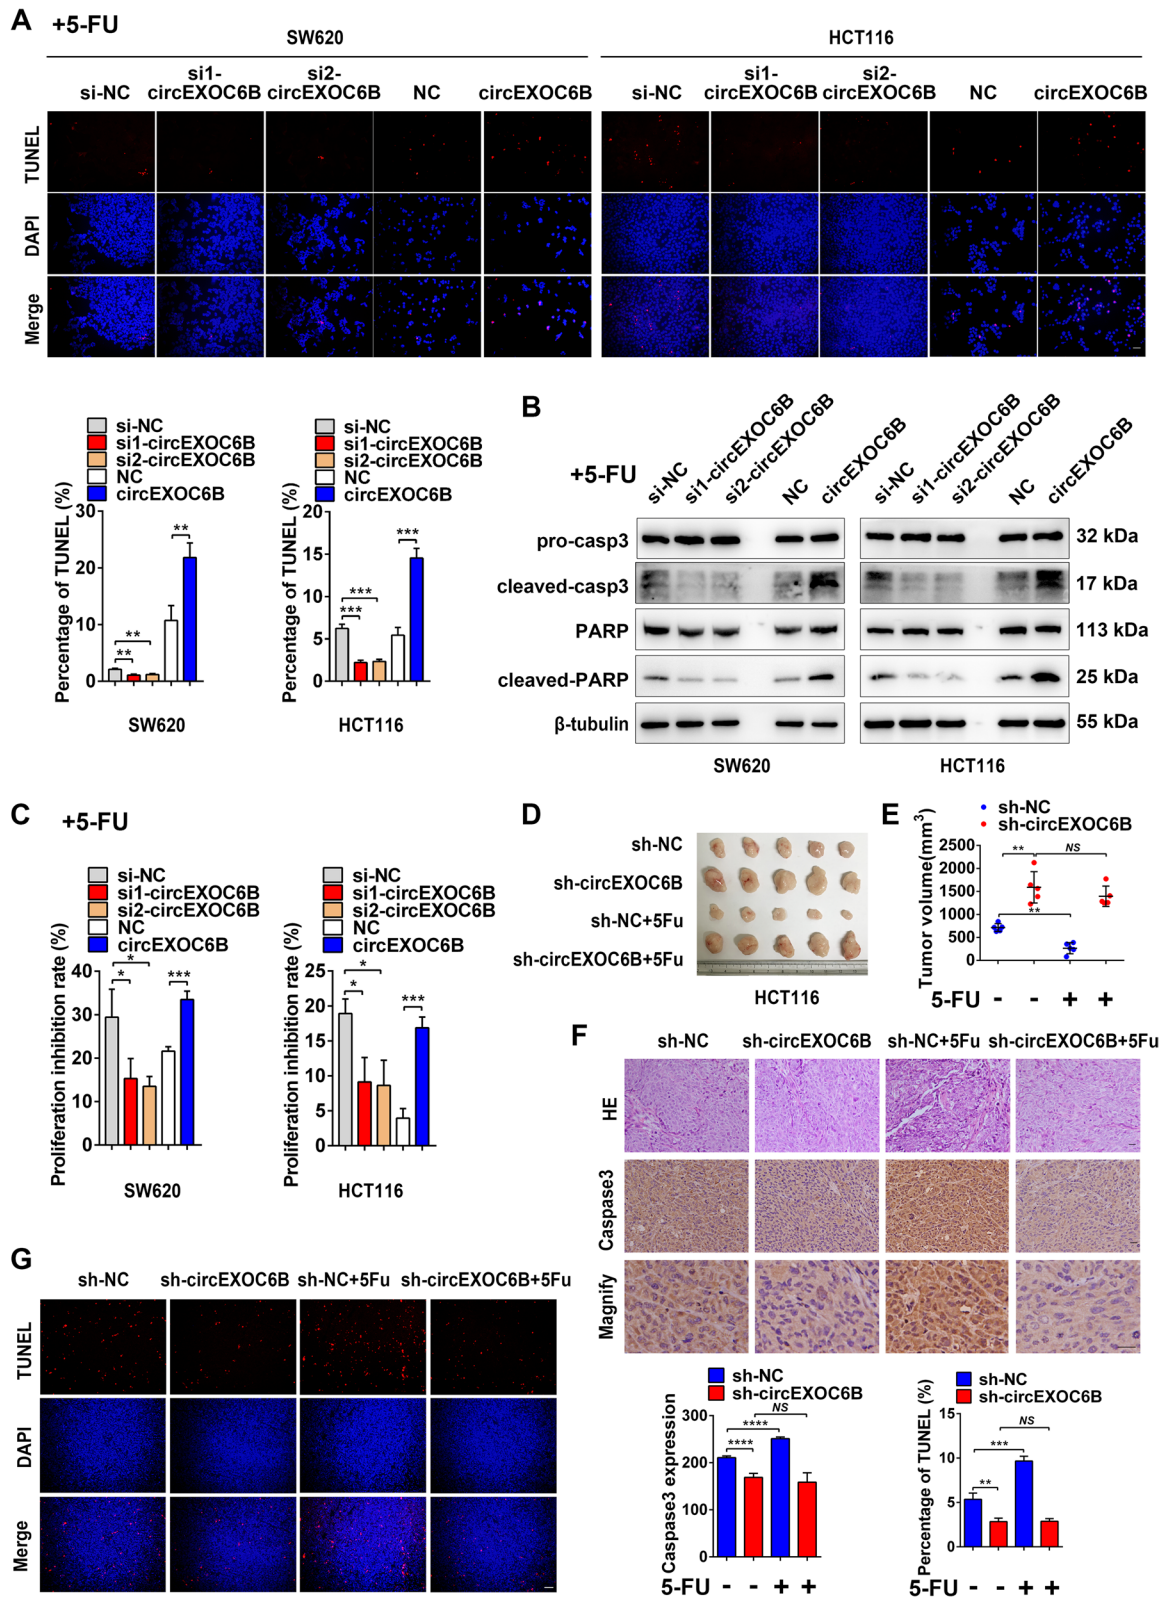 A +5-FU
SW620
HCT116
si-NC
si1-
circEXOC6B
si2-
circEXOC6B
NC
circEXOC6B
si-NC
si1-
circEXOC6B
si2-
circEXOC6B
NC
circEXOC6B
TUNEL
DAPI
Merge
si-NC
si1-circEXOC6B
si2-circEXOC6B
NC
circEXOC6B
Percentage of TUNEL (%)
30
20
10
0
**
**
**
SW620
si-NC
si1-circEXOC6B
si2-circEXOC6B
NC
circEXOC6B
Percentage of TUNEL (%)
20
15
10
5
0
***
***
***
HCT116
B
+5-FU
si-NC
si1-circEXOC6B
si2-circEXOC6B
NC
circEXOC6B
si-NC
si1-circEXOC6B
si2-circEXOC6B
NC
circEXOC6B
pro-casp3 32 kDa
cleaved-casp3 17 kDa
PARP 113 kDa
cleaved-PARP 25 kDa
β-tubulin 55 kDa
SW620
HCT116
C +5-FU
si-NC
si1-circEXOC6B
si2-circEXOC6B
NC
circEXOC6B
Proliferation inhibition rate (%)
40
30
20
10
0
*
*
***
SW620
si-NC
si1-circEXOC6B
si2-circEXOC6B
NC
circEXOC6B
Proliferation inhibition rate (%)
25
20
15
10
5
0
*
*
***
HCT116
D
sh-NC
sh-circEXOC6B
sh-NC+5Fu
sh-circEXOC6B+5Fu
HCT116
E
sh-NC
sh-circEXOC6B
Tumor volume(mm3)
2500
2000
1500
1000
500
0
**
NS
**
5-FU - - + +
F
sh-NC
sh-circEXOC6B
sh-NC+5Fu
sh-circEXOC6B+5Fu
HE
Caspase3
Magnify
sh-NC
sh-circEXOC6B
Caspase3 expression
300
200
100
0
NS
****
****
5-FU - - + +
sh-NC
sh-circEXOC6B
Percentage of TUNEL (%)
15
10
5
0
NS
***
**
5-FU - - + +
G
sh-NC
sh-circEXOC6B
sh-NC+5Fu
sh-circEXOC6B+5Fu
TUNEL
DAPI
Merge